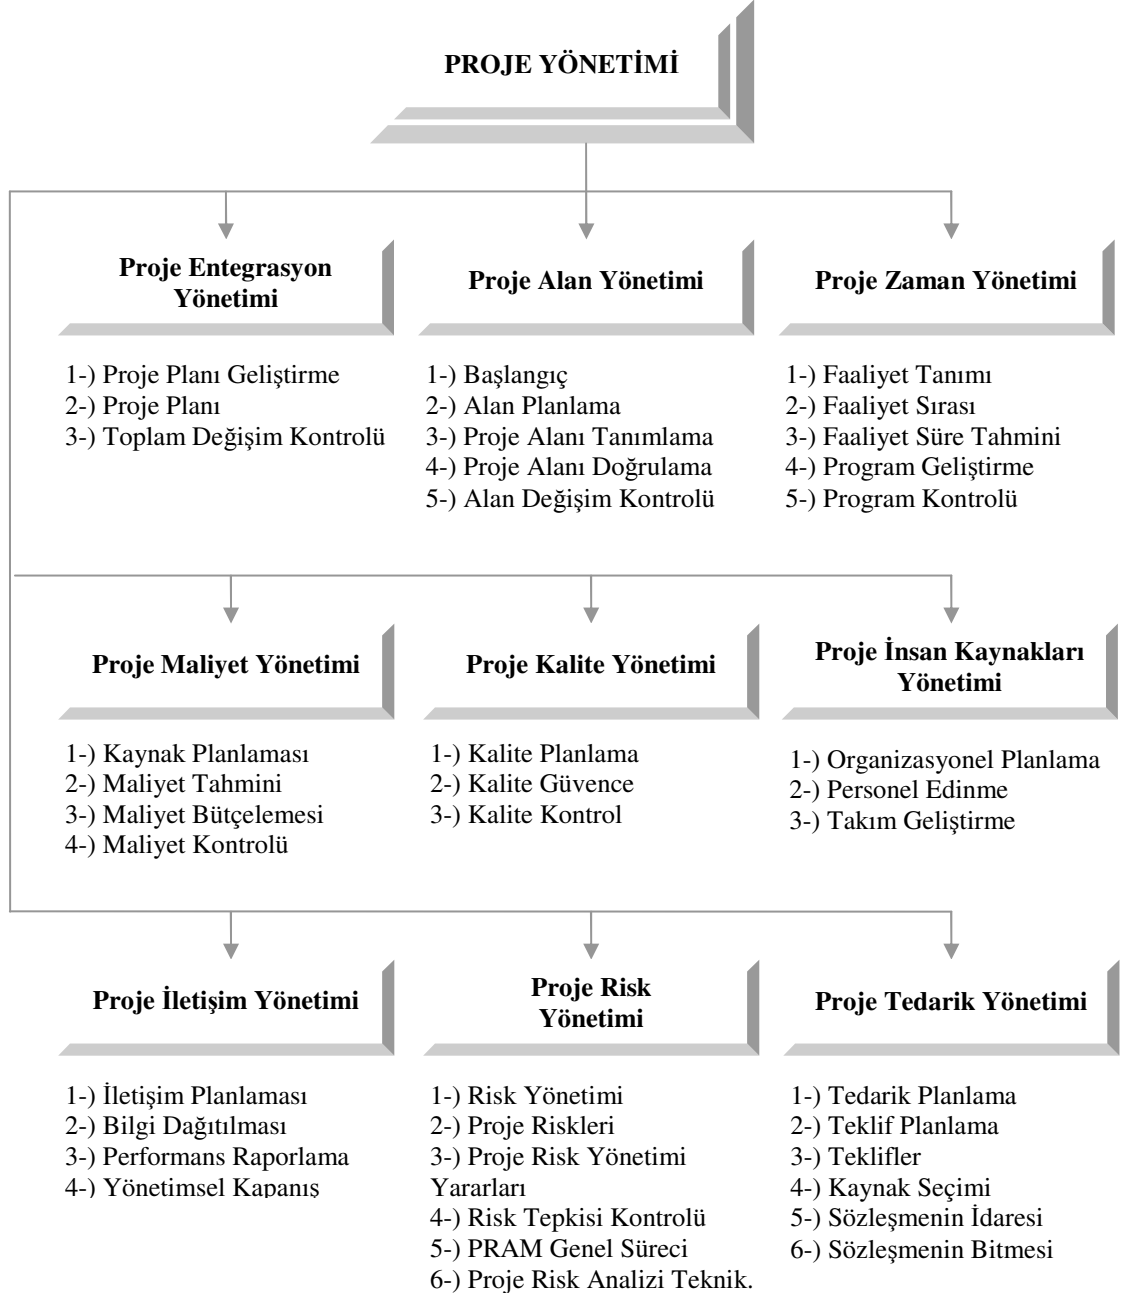 PROJE YÖNETİMİ
Proje Entegrasyon
Yönetimi
1-) Proje Planı Geliştirme
2-) Proje Planı
3-) Toplam Değişim Kontrolü
Proje Alan Yönetimi
1-) Başlangıç
2-) Alan Planlama
3-) Proje Alanı Tanımlama
4-) Proje Alanı Doğrulama
5-) Alan Değişim Kontrolü
Proje Zaman Yönetimi
1-) Faaliyet Tanımı
2-) Faaliyet Sırası
3-) Faaliyet Süre Tahmini
4-) Program Geliştirme
5-) Program Kontrolü
Proje Maliyet Yönetimi
1-) Kaynak Planlaması
2-) Maliyet Tahmini
3-) Maliyet Bütçelemesi
4-) Maliyet Kontrolü
Proje Kalite Yönetimi
1-) Kalite Planlama
2-) Kalite Güvence
3-) Kalite Kontrol
Proje İnsan Kaynakları
Yönetimi
1-) Organizasyonel Planlama
2-) Personel Edinme
3-) Takım Geliştirme
Proje İletişim Yönetimi
1-) İletişim Planlaması
2-) Bilgi Dağıtılması
3-) Performans Raporlama
4-) Yönetimsel Kapanış
Proje Risk
Yönetimi
1-) Risk Yönetimi
2-) Proje Riskleri
3-) Proje Risk Yönetimi
Yararları
4-) Risk Tepkisi Kontrolü
5-) PRAM Genel Süreci
6-) Proje Risk Analizi Teknik.
Proje Tedarik Yönetimi
1-) Tedarik Planlama
2-) Teklif Planlama
3-) Teklifler
4-) Kaynak Seçimi
5-) Sözleşmenin İdaresi
6-) Sözleşmenin Bitmesi